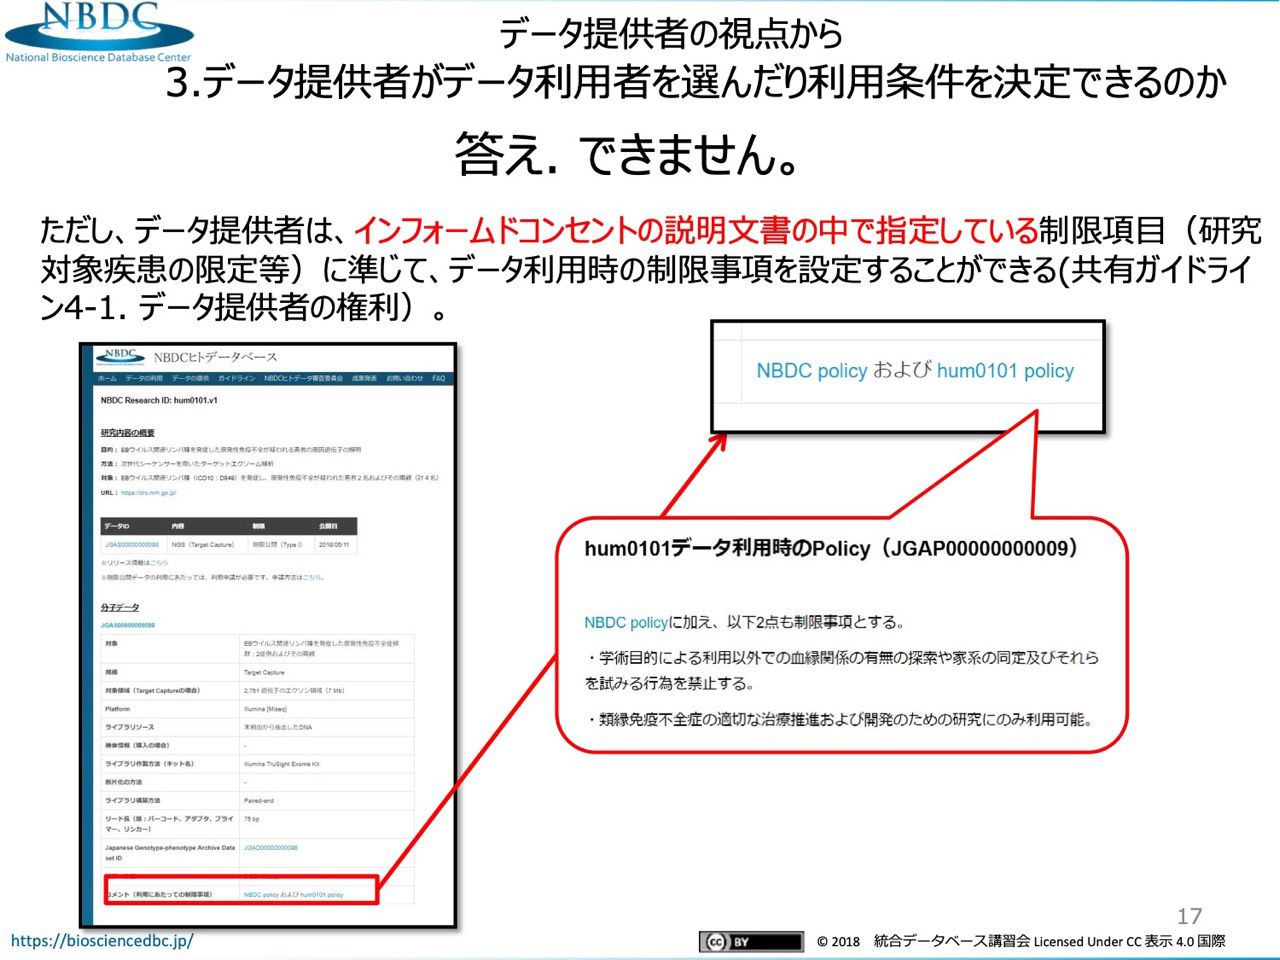 NBDC
National Bioscience Database Center
データ提供者の視点から
3.データ提供者がデータ利用者を選んだり利用条件を決定できるのか
答え. できません。
ただし、データ提供者は、インフォームドコンセントの説明文書の中で指定している制限項目（研究
対象疾患の限定等）に準じて、データ利用時の制限事項を設定することができる(共有ガイドライ
ン4-1. データ提供者の権利）。
NBDC NBDCヒトデータベース
ホーム データの利用 データの提供 ガイドライン NBDCヒトデータ審査委員会 成果発表 お問い合わせ FAQ
NBDC Research ID: hum0101.v1
研究内容の概要
目的： EBウイルス関連リンパ腫を発症した原発性免疫不全が疑われる患者の原因遺伝子の解明
方法： 次世代シーケンサーを用いたターゲットエクソーム解析
対象： EBウイルス関連リンパ腫（ICD10：D849）を発症し、原発性免疫不全が疑われた患者２名およびその両親（計４名）
URL：
データID 内容 制限 公開日
JGAS00000000098 NGS（Target Capture） 制限公開（Type I） 2018/05/11
※リリース情報はこちら
※制限公開データの利用にあたっては、利用申請が必要です。申請方法はこちら。
分子データ
JGAS00000000098
対象 EBウイルス関連リンパ腫を発症した原発性免疫不全症候
群：2症例およびその両親
規模 Target Capture
対象領域（Target Captureの場合） 2,761 遺伝子のエクソン領域（7 Mb）
Platform Illumina [Miseq]
ライブラリソース 末梢血から抽出したDNA
検体情報（購入の場合） -
ライブラリ作製方法（キット名） Illumina TruSight Exome Kit
断片化の方法 -
ライブラリ構築方法 Paired-end
リード長（除：バーコード、アダプタ、プライ 75 bp
マー、リンカー）
Japanese Genotype-phenotype Archive Data JGAD00000000098
set ID
コメント（利用にあたっての制限事項） NBDC policy および hum0101 policy
NBDC policy および hum0101 policy
hum0101データ利用時のPolicy（JGAP00000000009）
NBDC policyに加え、以下2点も制限事項とする。
・学術目的による利用以外での血縁関係の有無の探索や家系の同定及びそれら
を試みる行為を禁止する。
・類縁免疫不全症の適切な治療推進および開発のための研究にのみ利用可能。
17
https://biosciencedbc.jp/
cc BY © 2018 統合データベース講習会 Licensed Under CC 表示 4.0 国際